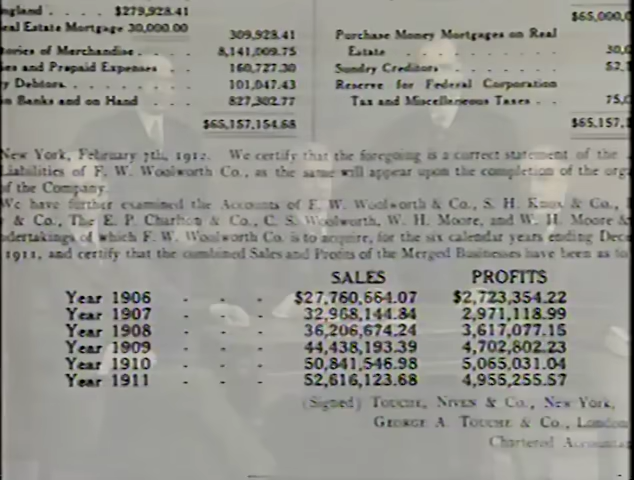 ngland . . . . $279,928.41
eal Estate Mortgage 30,000.00
309,928.41
ories of Merchandise . . . . 8,141,009.75
es and Prepaid Expenses . . 160,727.30
y Debtors . . . . . . . 101,047.43
in Banks and on Hand . . . 827,302.77
$65,157,154.68
$65,000,0
Purchase Money Mortgages on Real
Estate . . . . . . . . 30,0
Sundry Creditors . . . . . . 52,1
Reserve for Federal Corporation
Tax and Miscellaneous Taxes . . 75,0
$65,157,1
New York, February 7th, 1912. We certify that the foregoing is a correct statement of the
Liabilities of F. W. Woolworth Co., as the same will appear upon the completion of the org
of the Company.
We have further examined the Accounts of F. W. Woolworth & Co., S. H. Knox & Co.,
& Co., The E. P. Charlton & Co., C. S. Woolworth, W. H. Moore, and W. H. Moore &
ndertakings of which F. W. Woolworth Co. is to acquire, for the six calendar years ending Dece
1911, and certify that the combined Sales and Profits of the Merged Businesses have been as fo
SALES PROFITS
Year 1906 - - - $27,760,664.07 $2,723,354.22
Year 1907 - - - 32,968,144.84 2,971,118.99
Year 1908 - - - 36,206,674.24 3,617,077.15
Year 1909 - - - 44,438,193.39 4,702,802.23
Year 1910 - - - 50,841,546.98 5,065,031.04
Year 1911 - - - 52,616,123.68 4,955,255.57
(Signed) Touche, Niven & Co., New York,
George A. Touche & Co., London
Chartered Accountan